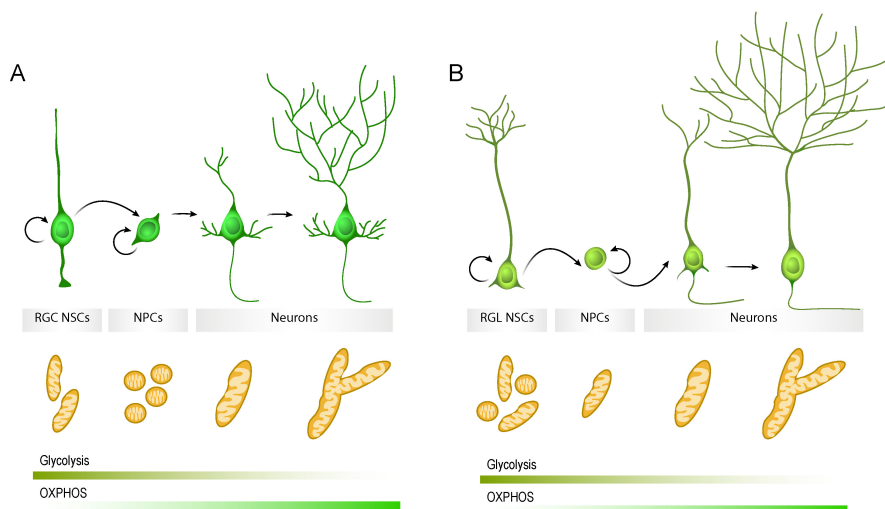 A
B
RGC NSCs
NPCs
Neurons
RGL NSCs
NPCs
Neurons
Glycolysis
OXPHOS
Glycolysis
OXPHOS